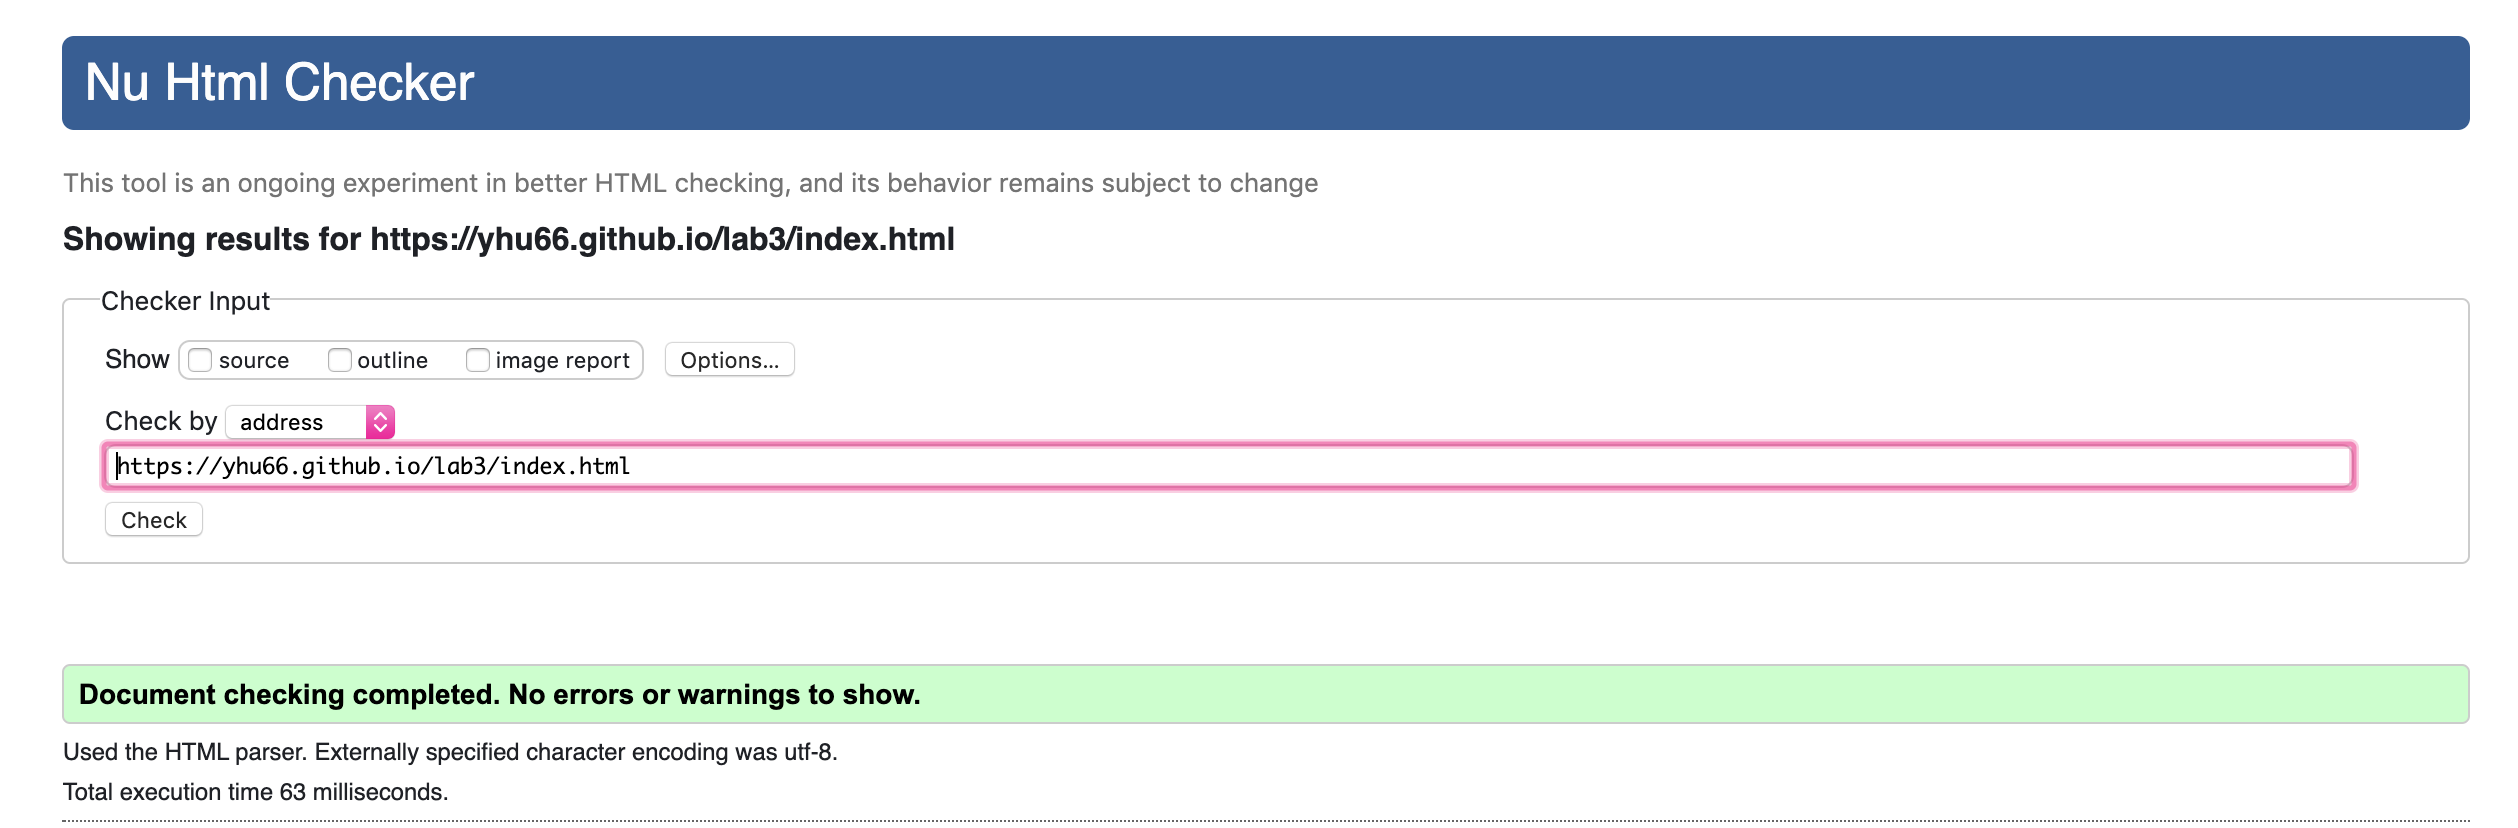 Nu Html Checker
This tool is an ongoing experiment in better HTML checking, and its behavior remains subject to change
Showing results for https://yhu66.github.io/lab3/index.html
Checker Input
Show source outline image report Options...
Check by address
https://yhu66.github.io/lab3/index.html
Check
Document checking completed. No errors or warnings to show.
Used the HTML parser. Externally specified character encoding was utf-8.
Total execution time 63 milliseconds.